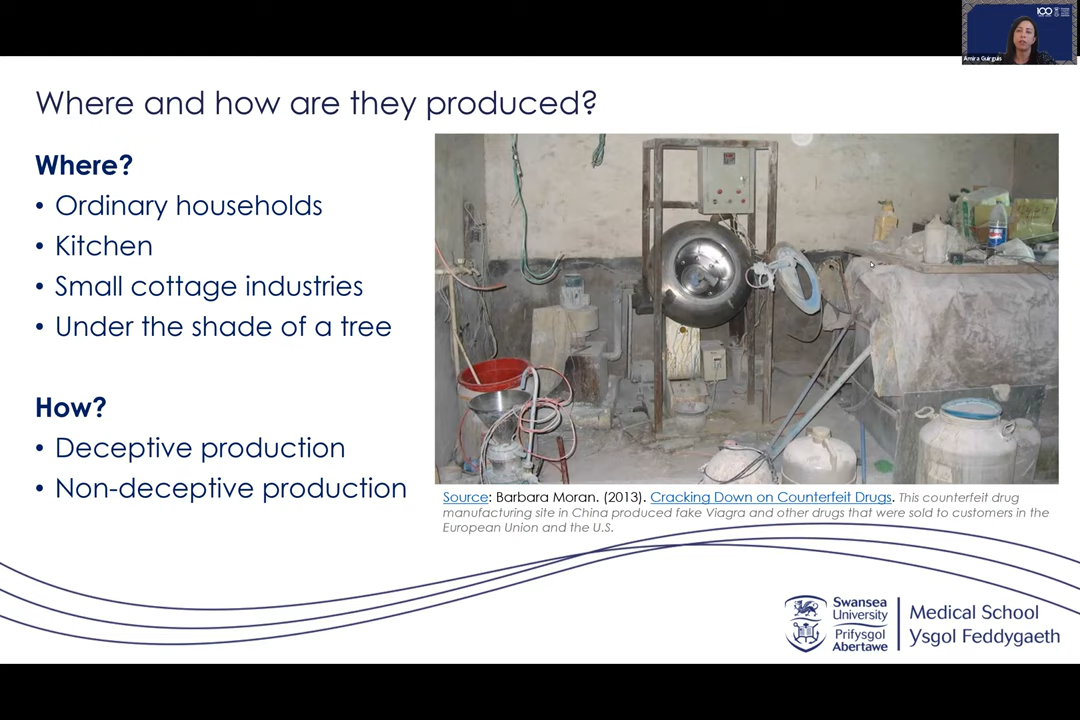 Amira Guirguis
Where and how are they produced?
Where?
• Ordinary households
• Kitchen
• Small cottage industries
• Under the shade of a tree
How?
• Deceptive production
• Non-deceptive production
Source: Barbara Moran. (2013). Cracking Down on Counterfeit Drugs. This counterfeit drug
manufacturing site in China produced fake Viagra and other drugs that were sold to customers in the
European Union and the U.S.
Swansea
University
Prifysgol
Abertawe
Medical School
Ysgol Feddygaeth